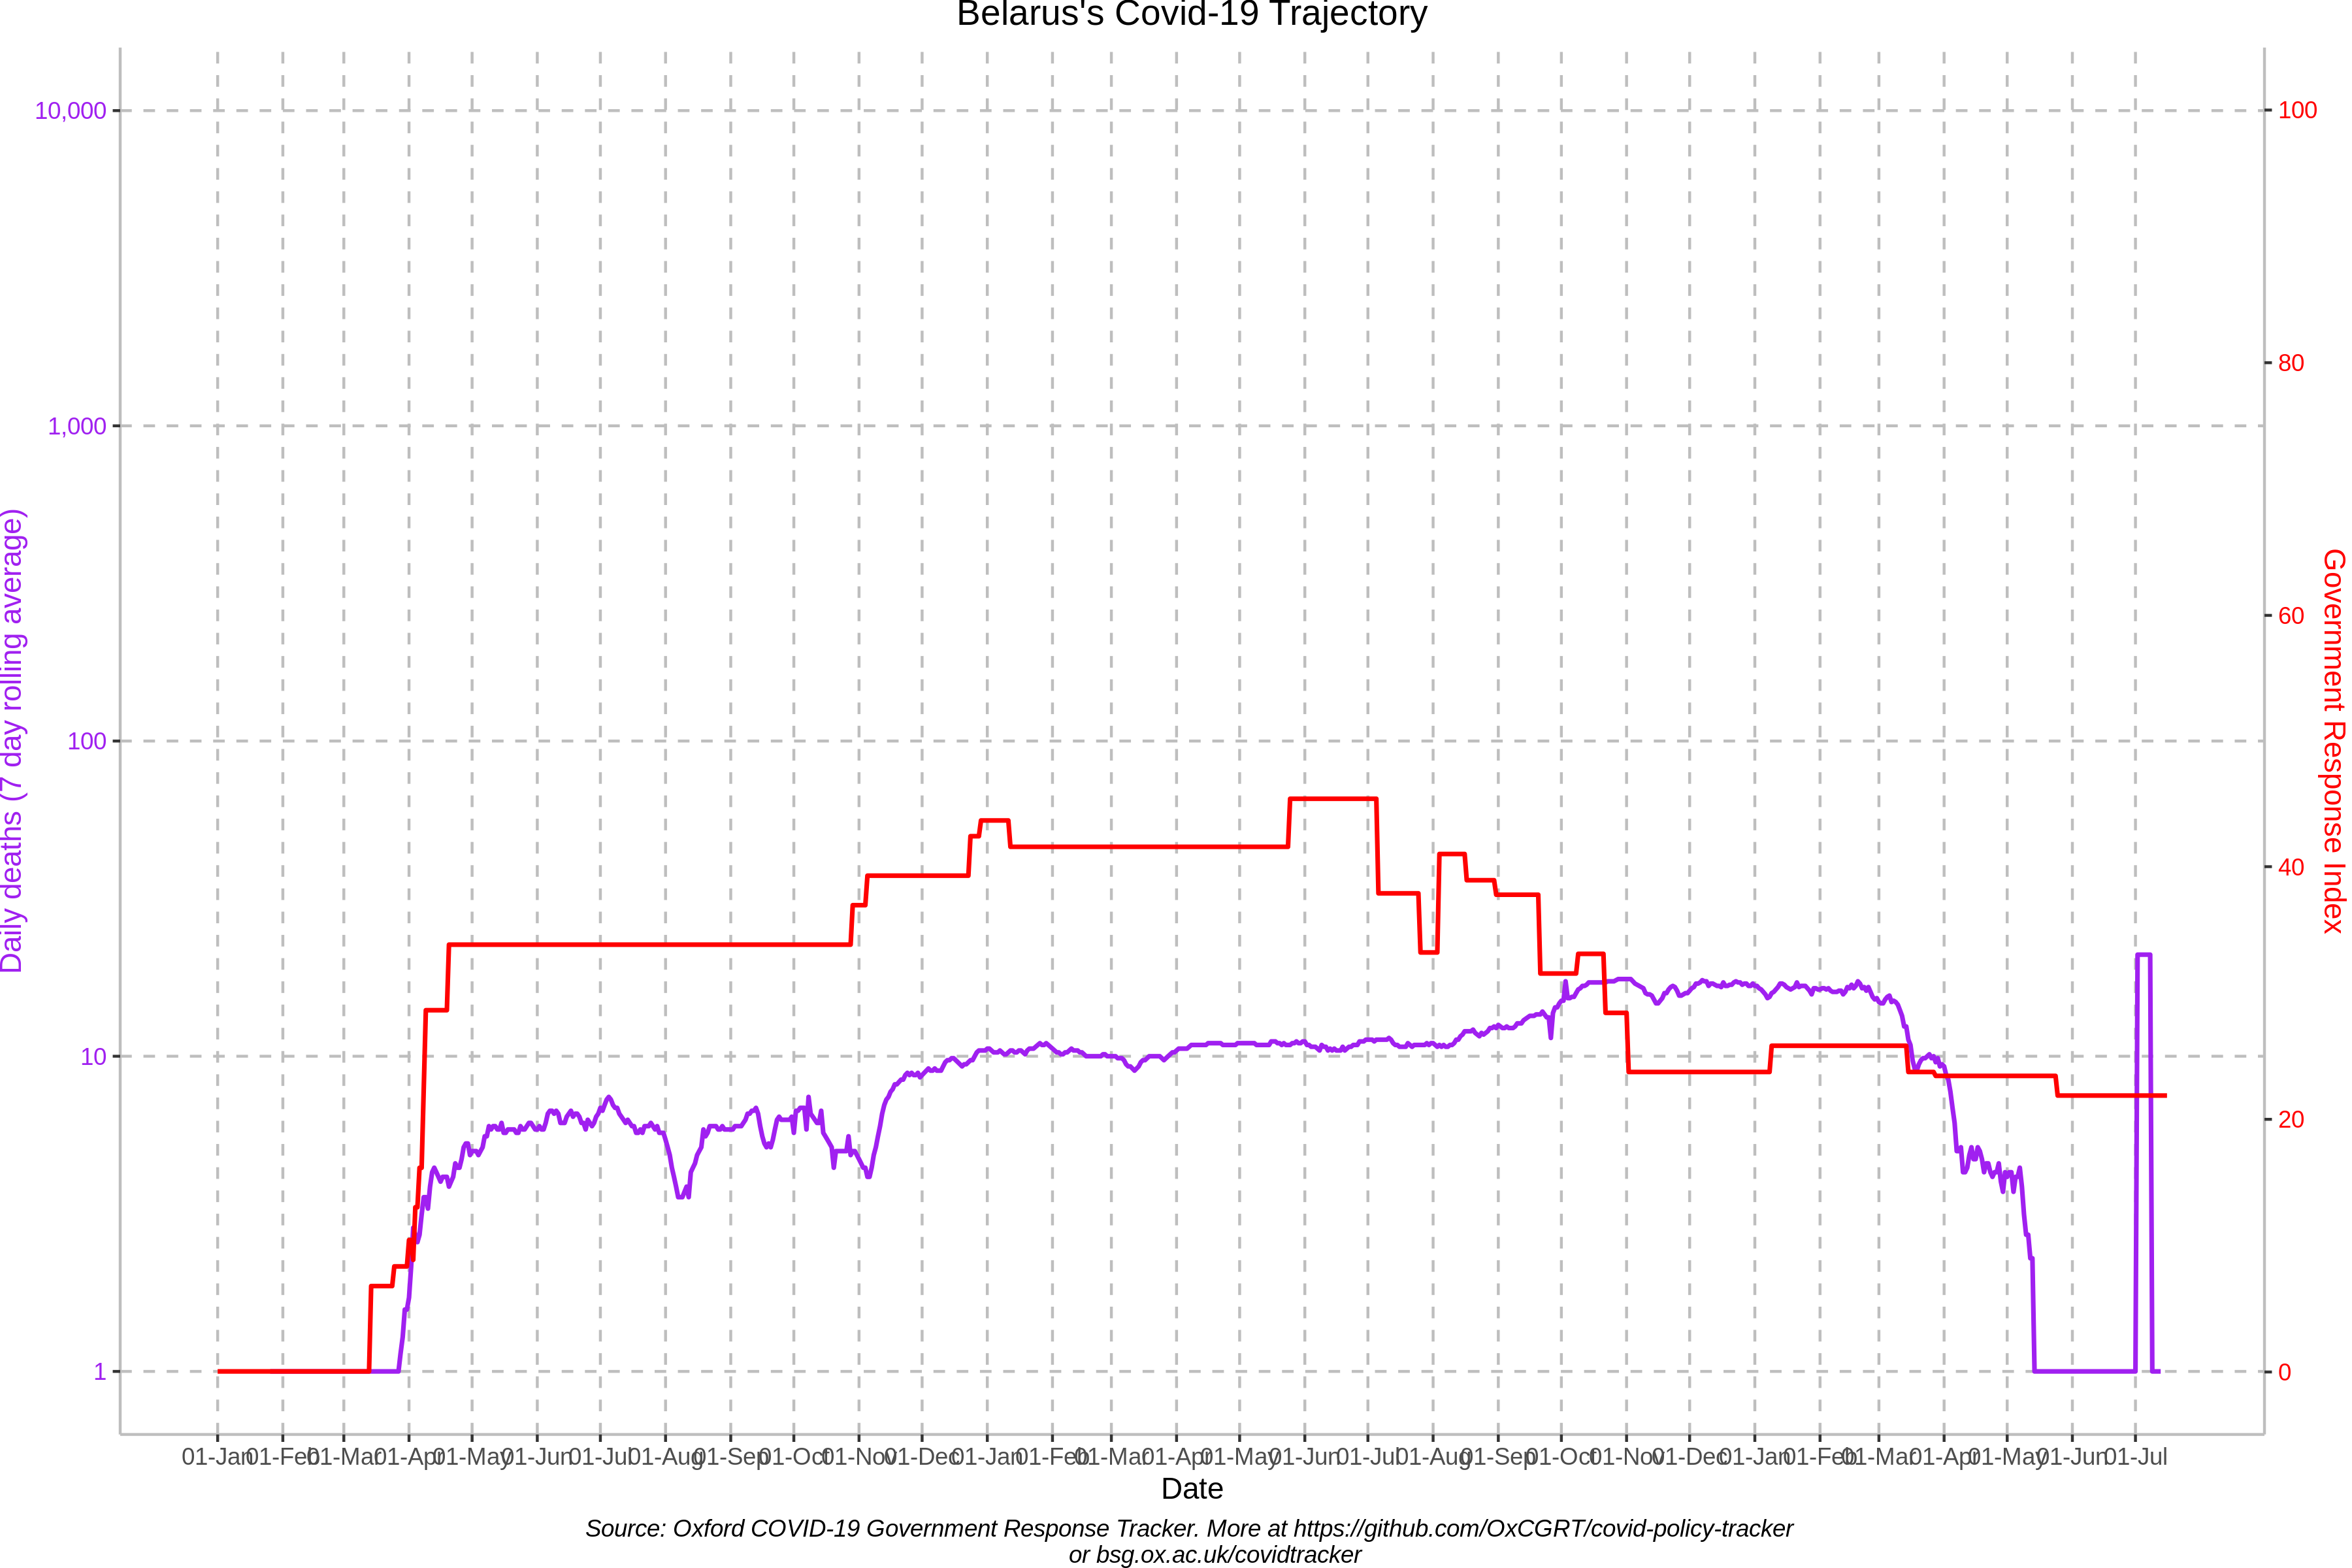 Belarus's Covid-19 Trajectory
10,000
1,000
100
10
1
Daily deaths (7 day rolling average)
100
80
60
40
20
0
Government Response Index
01-Jan 01-Feb 01-Mar 01-Apr 01-May 01-Jun 01-Jul 01-Aug 01-Sep 01-Oct 01-Nov 01-Dec 01-Jan 01-Feb 01-Mar 01-Apr 01-May 01-Jun 01-Jul 01-Aug 01-Sep 01-Oct 01-Nov 01-Dec 01-Jan 01-Feb 01-Mar 01-Apr 01-May 01-Jun 01-Jul
Date
Source: Oxford COVID-19 Government Response Tracker. More at https://github.com/OxCGRT/covid-policy-tracker
or bsg.ox.ac.uk/covidtracker